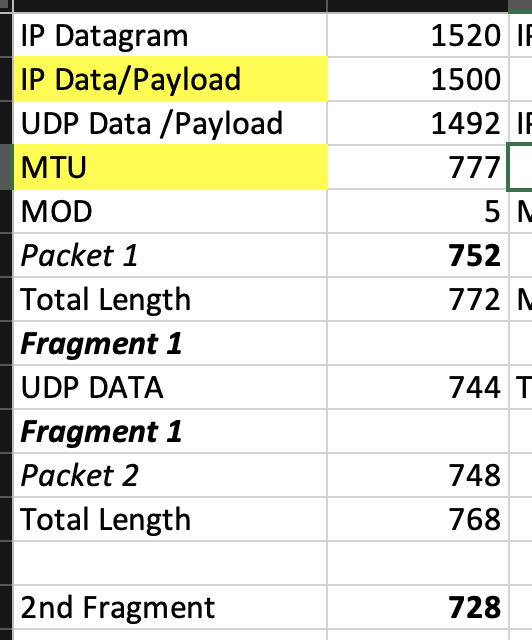 IP Datagram 1520
IP Data/Payload 1500
UDP Data /Payload 1492
MTU 777
MOD 5
Packet 1 752
Total Length 772
Fragment 1
UDP DATA 744
Fragment 1
Packet 2 748
Total Length 768
2nd Fragment 728